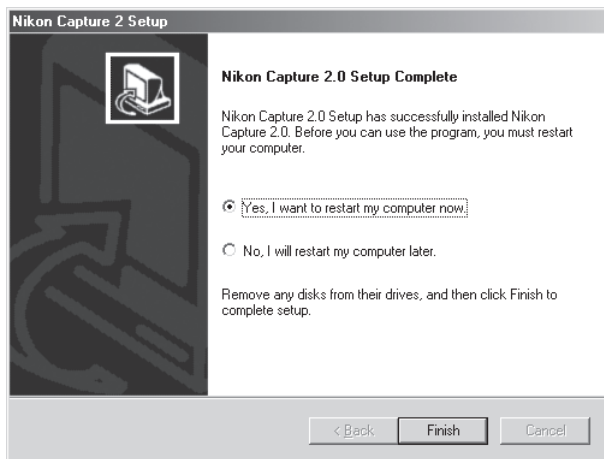 Nikon Capture 2 Setup
Nikon Capture 2.0 Setup Complete
Nikon Capture 2.0 Setup has successfully installed Nikon
Capture 2.0. Before you can use the program, you must restart
your computer.
Yes, I want to restart my computer now.
No, I will restart my computer later.
Remove any disks from their drives, and then click Finish to
complete setup.
< Back
Finish
Cancel